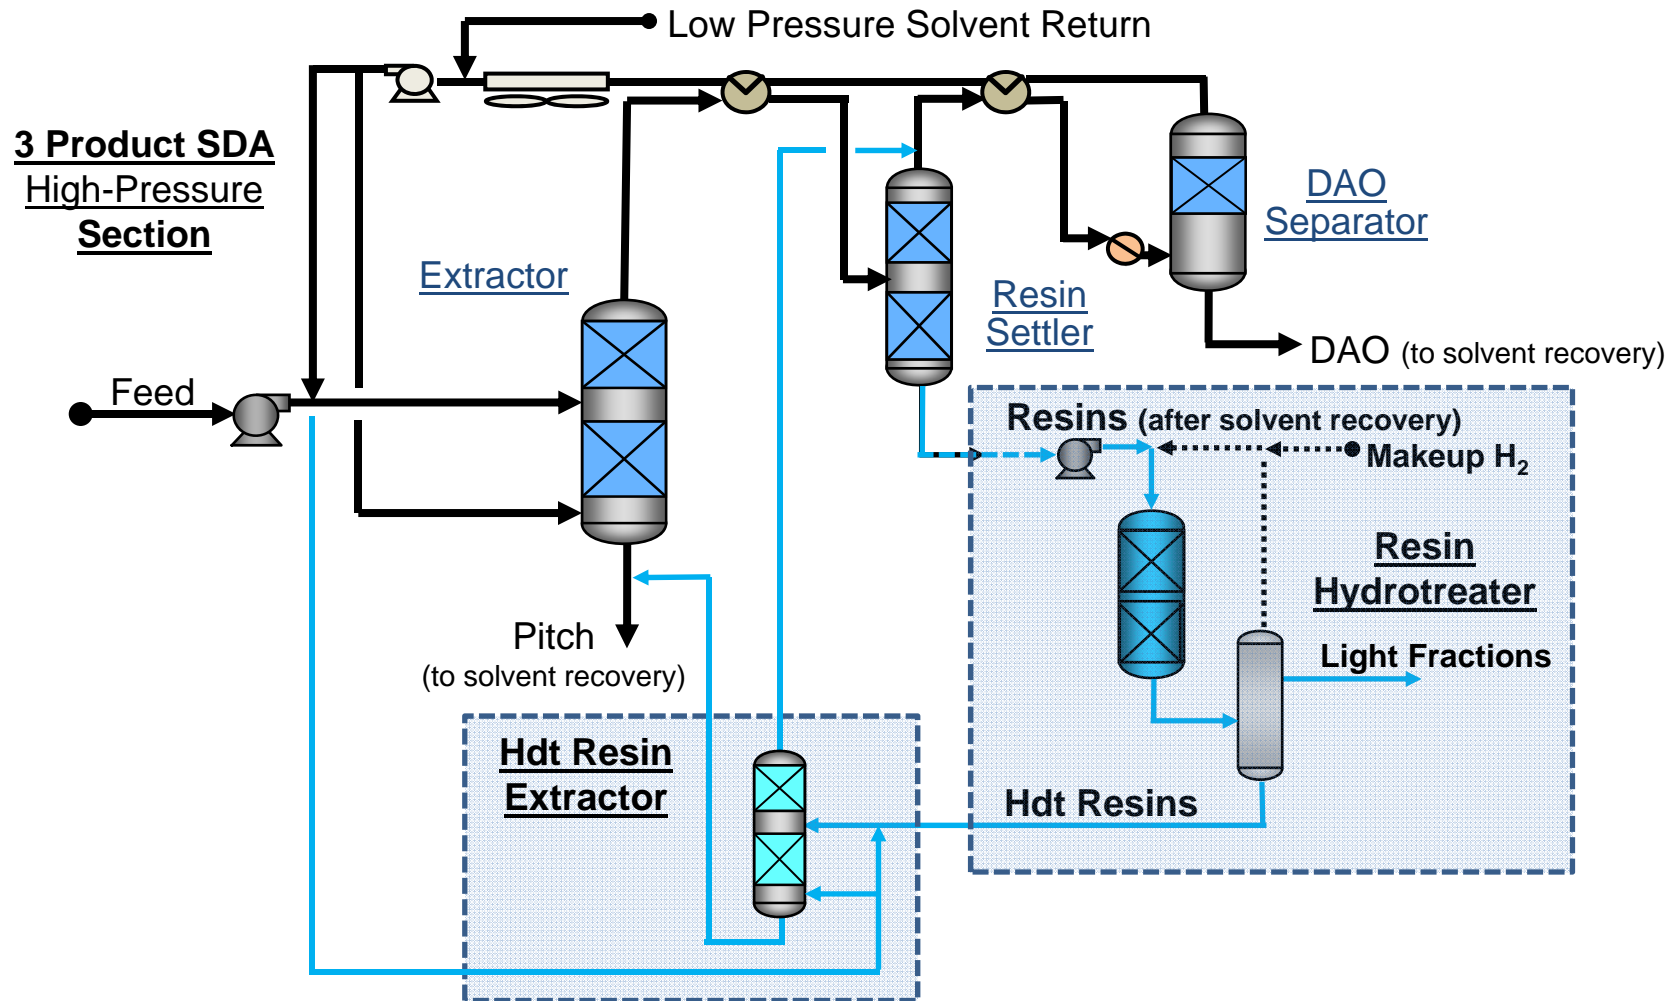 Low Pressure Solvent Return
3 Product SDA
High-Pressure
Section
Extractor
DAO
Separator
Resin
Settler
DAO (to solvent recovery)
Feed
Resins (after solvent recovery)
Makeup H₂
Resin
Hydrotreater
Pitch
(to solvent recovery)
Light Fractions
Hdt Resin
Extractor
Hdt Resins